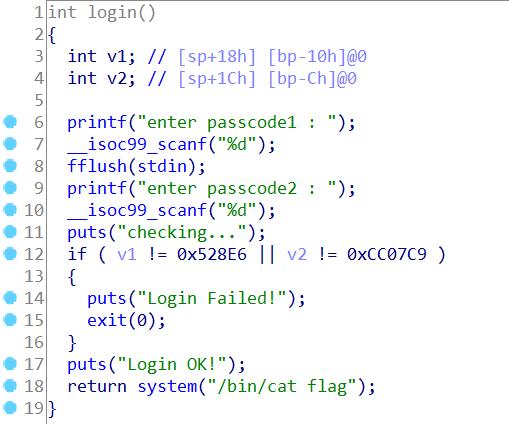 1 int login()
2 {
3 int v1; // [sp+18h] [bp-10h]@0
4 int v2; // [sp+1Ch] [bp-Ch]@0
5
6 printf("enter passcode1 : ");
7 __isoc99_scanf("%d");
8 fflush(stdin);
9 printf("enter passcode2 : ");
10 __isoc99_scanf("%d");
11 puts("checking...");
12 if ( v1 != 0x528E6 || v2 != 0xCC07C9 )
13 {
14 puts("Login Failed!");
15 exit(0);
16 }
17 puts("Login OK!");
18 return system("/bin/cat flag");
19 }